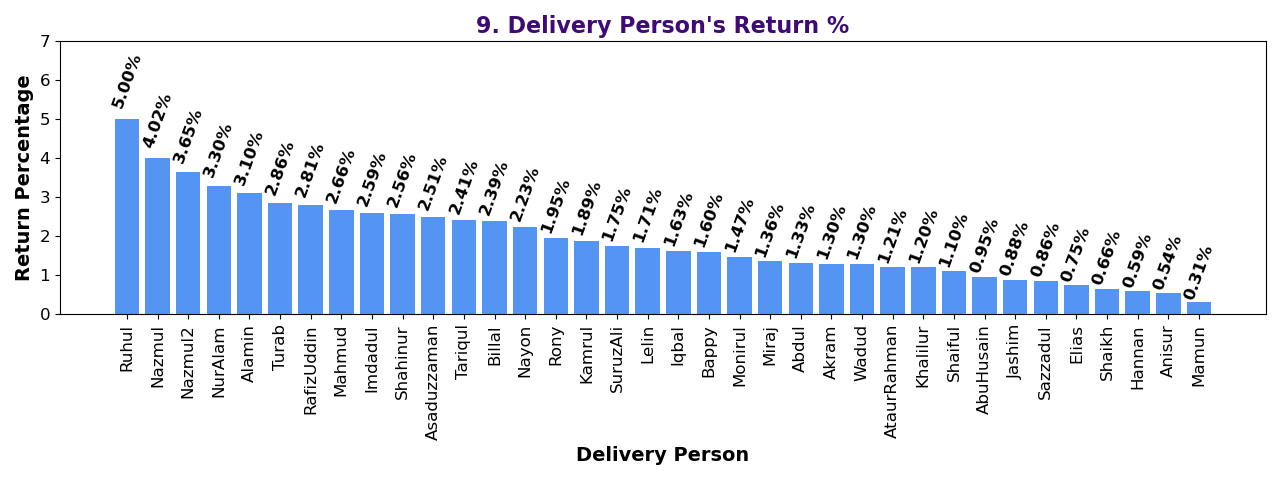 9. Delivery Person's Return %
Return Percentage
7
6
5
4
3
2
1
0
5.00%
4.02%
3.65%
3.30%
3.10%
2.86%
2.81%
2.66%
2.59%
2.56%
2.51%
2.41%
2.39%
2.23%
1.95%
1.89%
1.75%
1.71%
1.63%
1.60%
1.47%
1.36%
1.33%
1.30%
1.30%
1.21%
1.20%
1.10%
0.95%
0.88%
0.86%
0.75%
0.66%
0.59%
0.54%
0.31%
Ruhul
Nazmul
Nazmul2
NurAlam
Alamin
Turab
RafizUddin
Mahmud
Imdadul
Shahinur
Asaduzzaman
Tariqul
Billal
Nayon
Rony
Kamrul
SuruzAli
Lelin
Iqbal
Bappy
Monirul
Miraj
Abdul
Akram
Wadud
AtaurRahman
Khalilur
Shaiful
AbuHusain
Jashim
Sazzadul
Elias
Shaikh
Hannan
Anisur
Mamun
Delivery Person